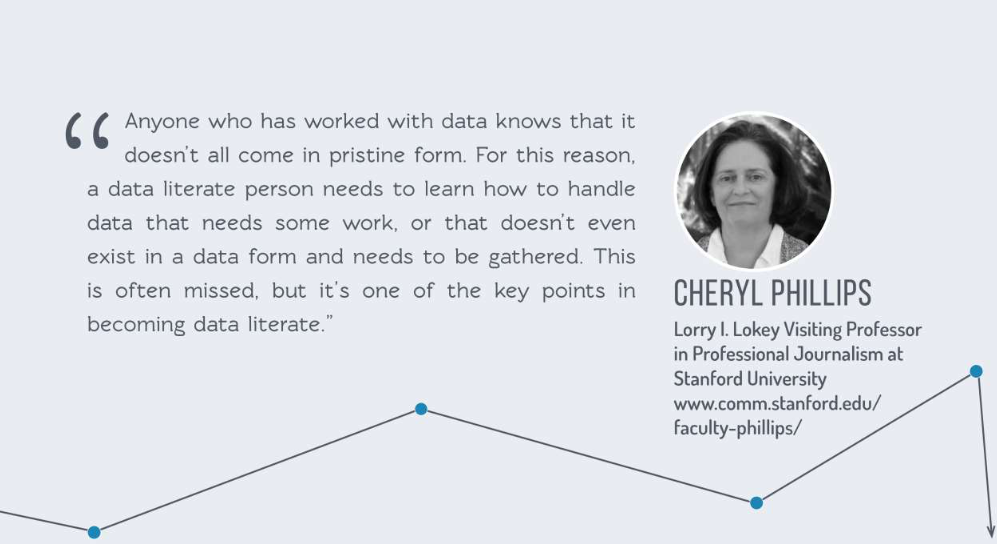 “ Anyone who has worked with data knows that it
doesn’t all come in pristine form. For this reason,
a data literate person needs to learn how to handle
data that needs some work, or that doesn’t even
exist in a data form and needs to be gathered. This
is often missed, but it’s one of the key points in
becoming data literate.”
CHERYL PHILLIPS
Lorry I. Lokey Visiting Professor
in Professional Journalism at
Stanford University
www.comm.stanford.edu/
faculty-phillips/